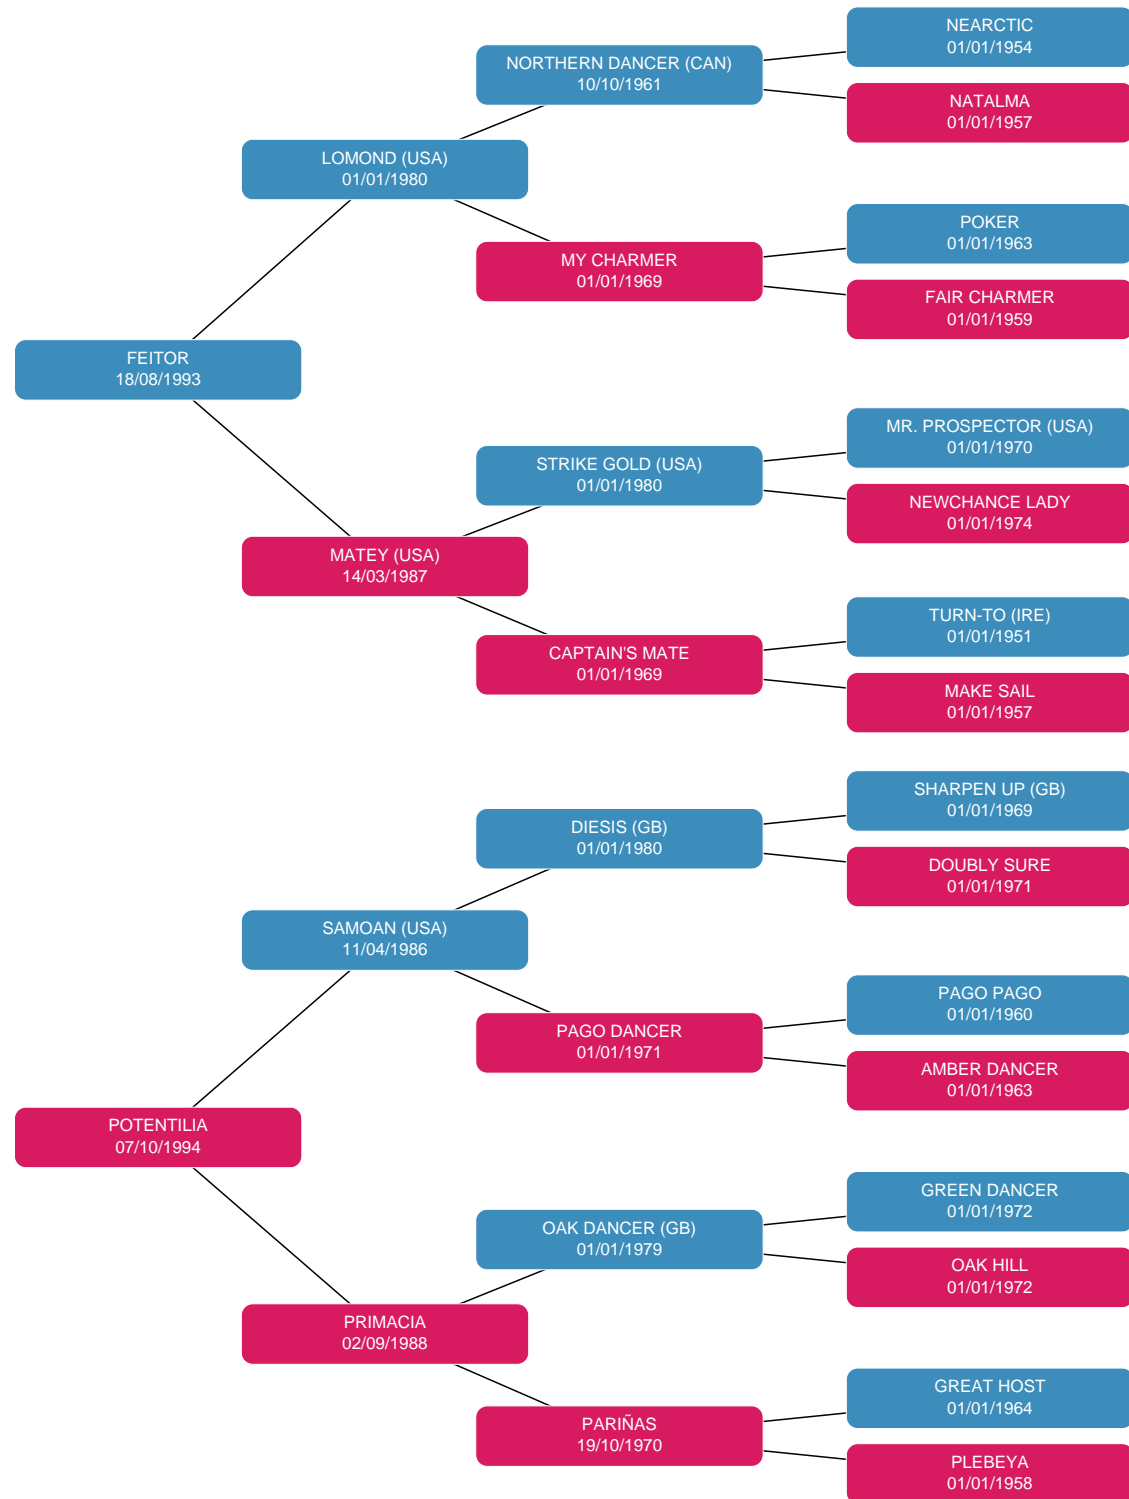 NEARCTIC
01/01/1954
NORTHERN DANCER (CAN)
10/10/1961
NATALMA
01/01/1957
LOMOND (USA)
01/01/1980
POKER
01/01/1963
MY CHARMER
01/01/1969
FAIR CHARMER
01/01/1959
FEITOR
18/08/1993
MR. PROSPECTOR (USA)
01/01/1970
STRIKE GOLD (USA)
01/01/1980
NEWCHANCE LADY
01/01/1974
MATEY (USA)
14/03/1987
TURN-TO (IRE)
01/01/1951
CAPTAIN'S MATE
01/01/1969
MAKE SAIL
01/01/1957
SHARPEN UP (GB)
01/01/1969
DIESIS (GB)
01/01/1980
DOUBLY SURE
01/01/1971
SAMOAN (USA)
11/04/1986
PAGO PAGO
01/01/1960
PAGO DANCER
01/01/1971
AMBER DANCER
01/01/1963
POTENTILIA
07/10/1994
GREEN DANCER
01/01/1972
OAK DANCER (GB)
01/01/1979
OAK HILL
01/01/1972
PRIMACIA
02/09/1988
GREAT HOST
01/01/1964
PARIÑAS
19/10/1970
PLEBEYA
01/01/1958